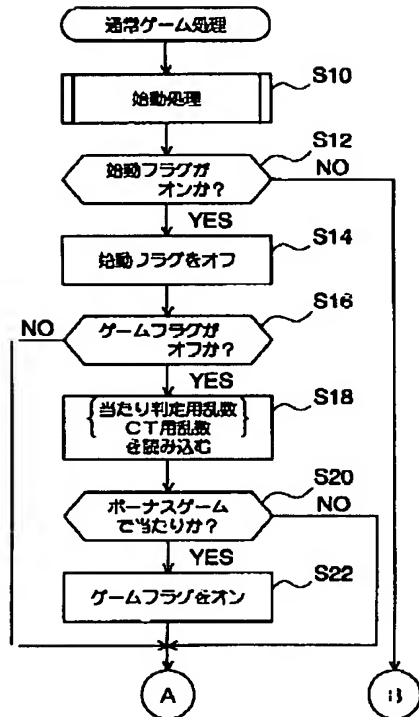 通常ゲーム処理
始動処理
S10
始動フラグが
オンか？
S12
NO
YES
始動フラグをオフ
S14
ゲームフラグが
オフか？
S16
NO
YES
当たり判定用乱数
CT用乱数
を読み込む
S18
ボーナスゲーム
で当たりか？
S20
NO
YES
ゲームフラグをオン
S22
A
B